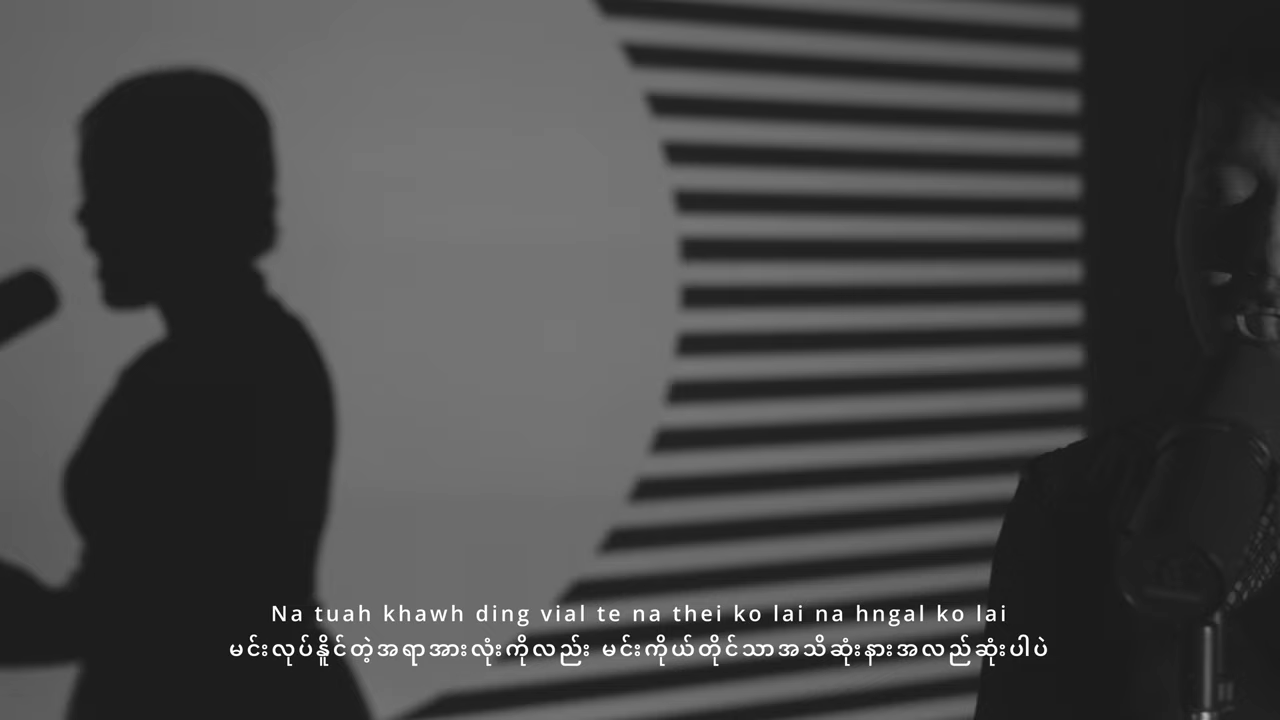 Na tuah khawh ding vial te na thei ko lai na hngal ko lai
မင်းလုပ်နိူင်တဲ့အရာအားလုံးကိုလည်း မင်းကိုယ်တိုင်သာအသိဆုံးနားအလည်ဆုံးပါပဲ